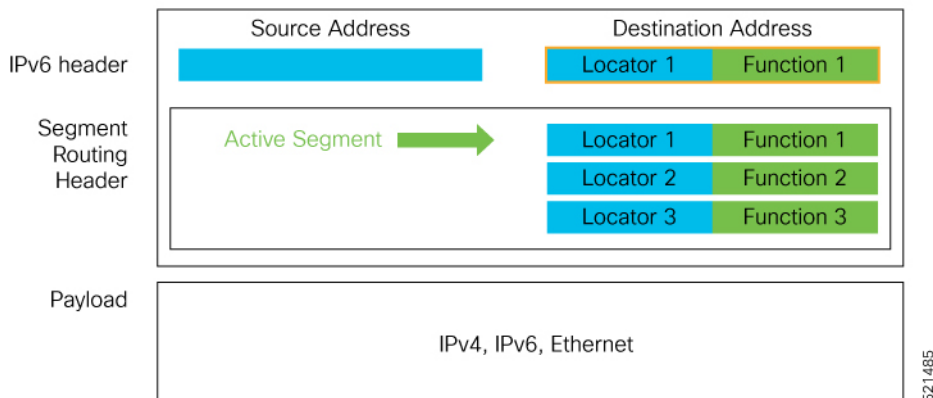 Source Address
Destination Address
IPv6 header
Locator 1
Function 1
Segment
Routing
Header
Active Segment
Locator 1
Function 1
Locator 2
Function 2
Locator 3
Function 3
Payload
IPv4, IPv6, Ethernet
521485